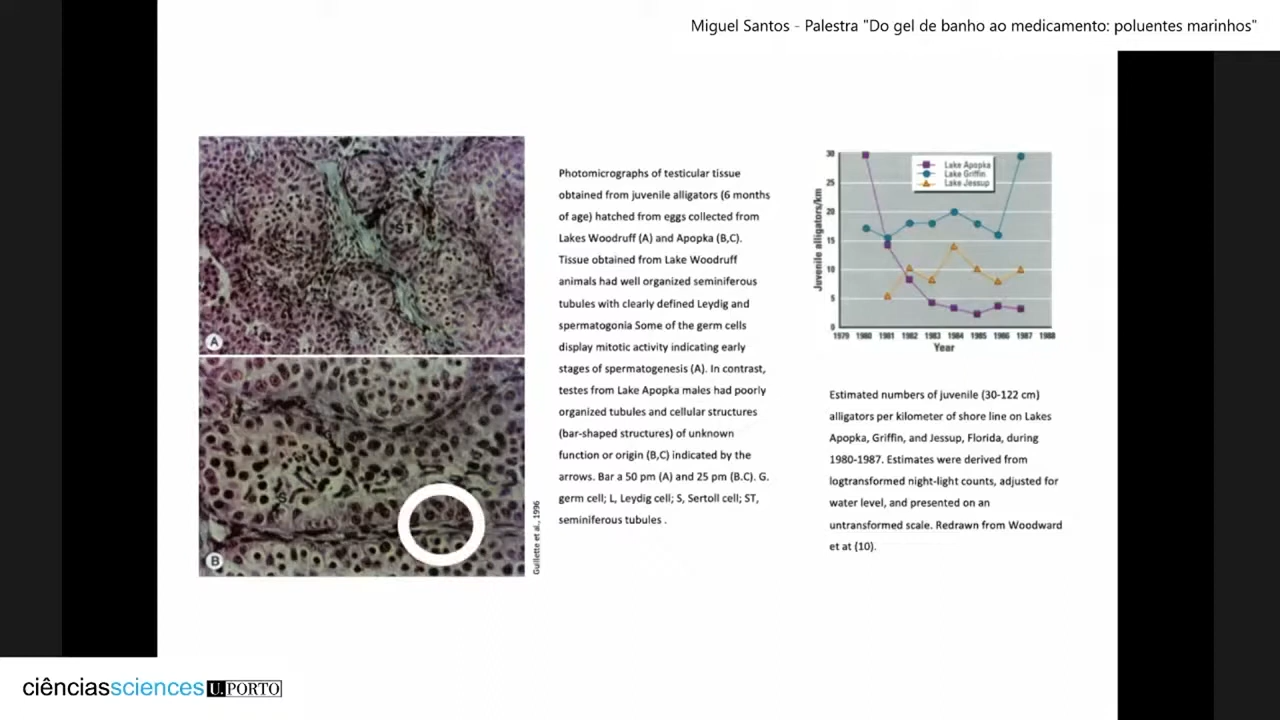 Miguel Santos - Palestra "Do gel de banho ao medicamento: poluentes marinhos"
ST
A
S
B
Guillette et al., 1996
Photomicrographs of testicular tissue
obtained from juvenile alligators (6 months
of age) hatched from eggs collected from
Lakes Woodruff (A) and Apopka (B,C).
Tissue obtained from Lake Woodruff
animals had well organized seminiferous
tubules with clearly defined Leydig and
spermatogonia Some of the germ cells
display mitotic activity indicating early
stages of spermatogenesis (A). In contrast,
testes from Lake Apopka males had poorly
organized tubules and cellular structures
(bar-shaped structures) of unknown
function or origin (B,C) indicated by the
arrows. Bar a 50 pm (A) and 25 pm (B.C). G.
germ cell; L, Leydig cell; S, Sertoll cell; ST,
seminiferous tubules .
Juvenile alligators/km
30
25
20
15
10
5
0
Lake Apopka
Lake Griffin
Lake Jessup
1979 1980 1981 1982 1983 1984 1985 1986 1987 1988
Year
Estimated numbers of juvenile (30-122 cm)
alligators per kilometer of shore line on Lakes
Apopka, Griffin, and Jessup, Florida, during
1980-1987. Estimates were derived from
logtransformed night-light counts, adjusted for
water level, and presented on an
untransformed scale. Redrawn from Woodward
et at (10).
ciênciassciences U.PORTO